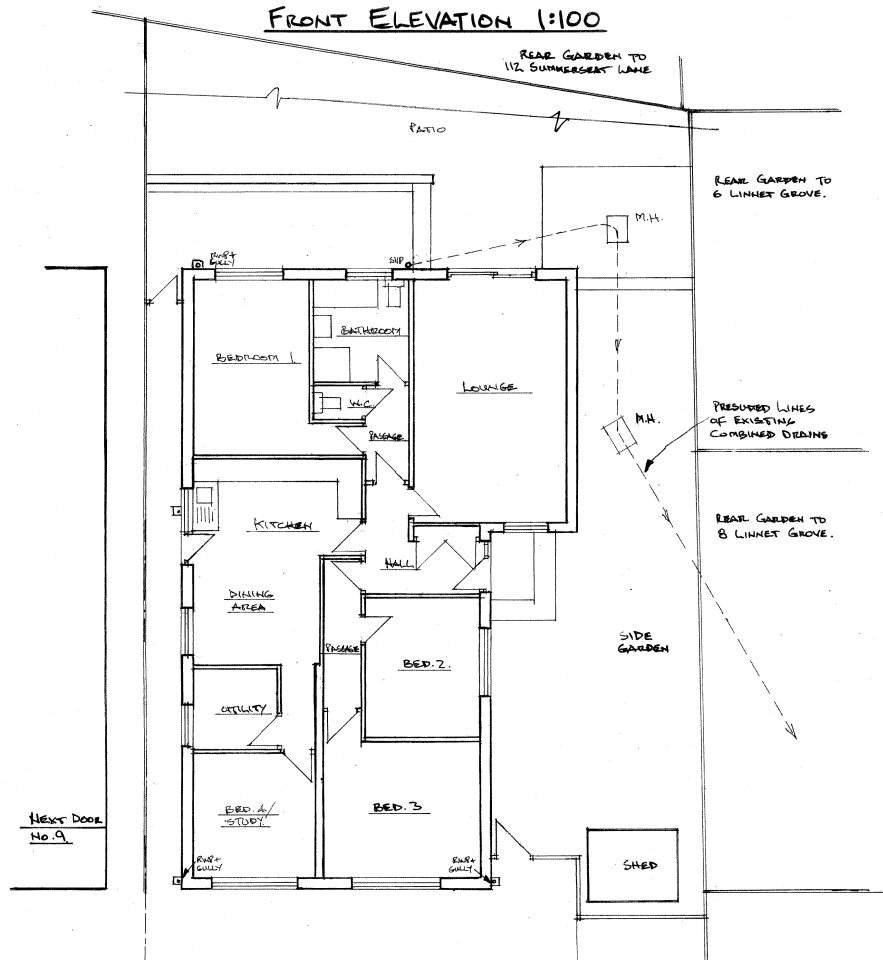 FRONT ELEVATION 1:100
REAR GARDEN TO
112 SUMMERSEAT LANE
PATIO
REAR GARDEN TO
6 LINNET GROVE.
M.H.
RWP+
GULLY
SVP
BATHROOM
BEDROOM 1.
LOUNGE
W.C.
PASSAGE
M.H.
PRESUMED LINES
OF EXISTING
COMBINED DRAINS
KITCHEN
REAR GARDEN TO
8 LINNET GROVE.
HALL
DINING
AREA
SIDE
GARDEN
PASSAGE
BED.2.
UTILITY
BED.4/
'STUDY'
BED.3
NEXT DOOR
No.9.
RWP+
GULLY
RWP+
GULLY
SHED